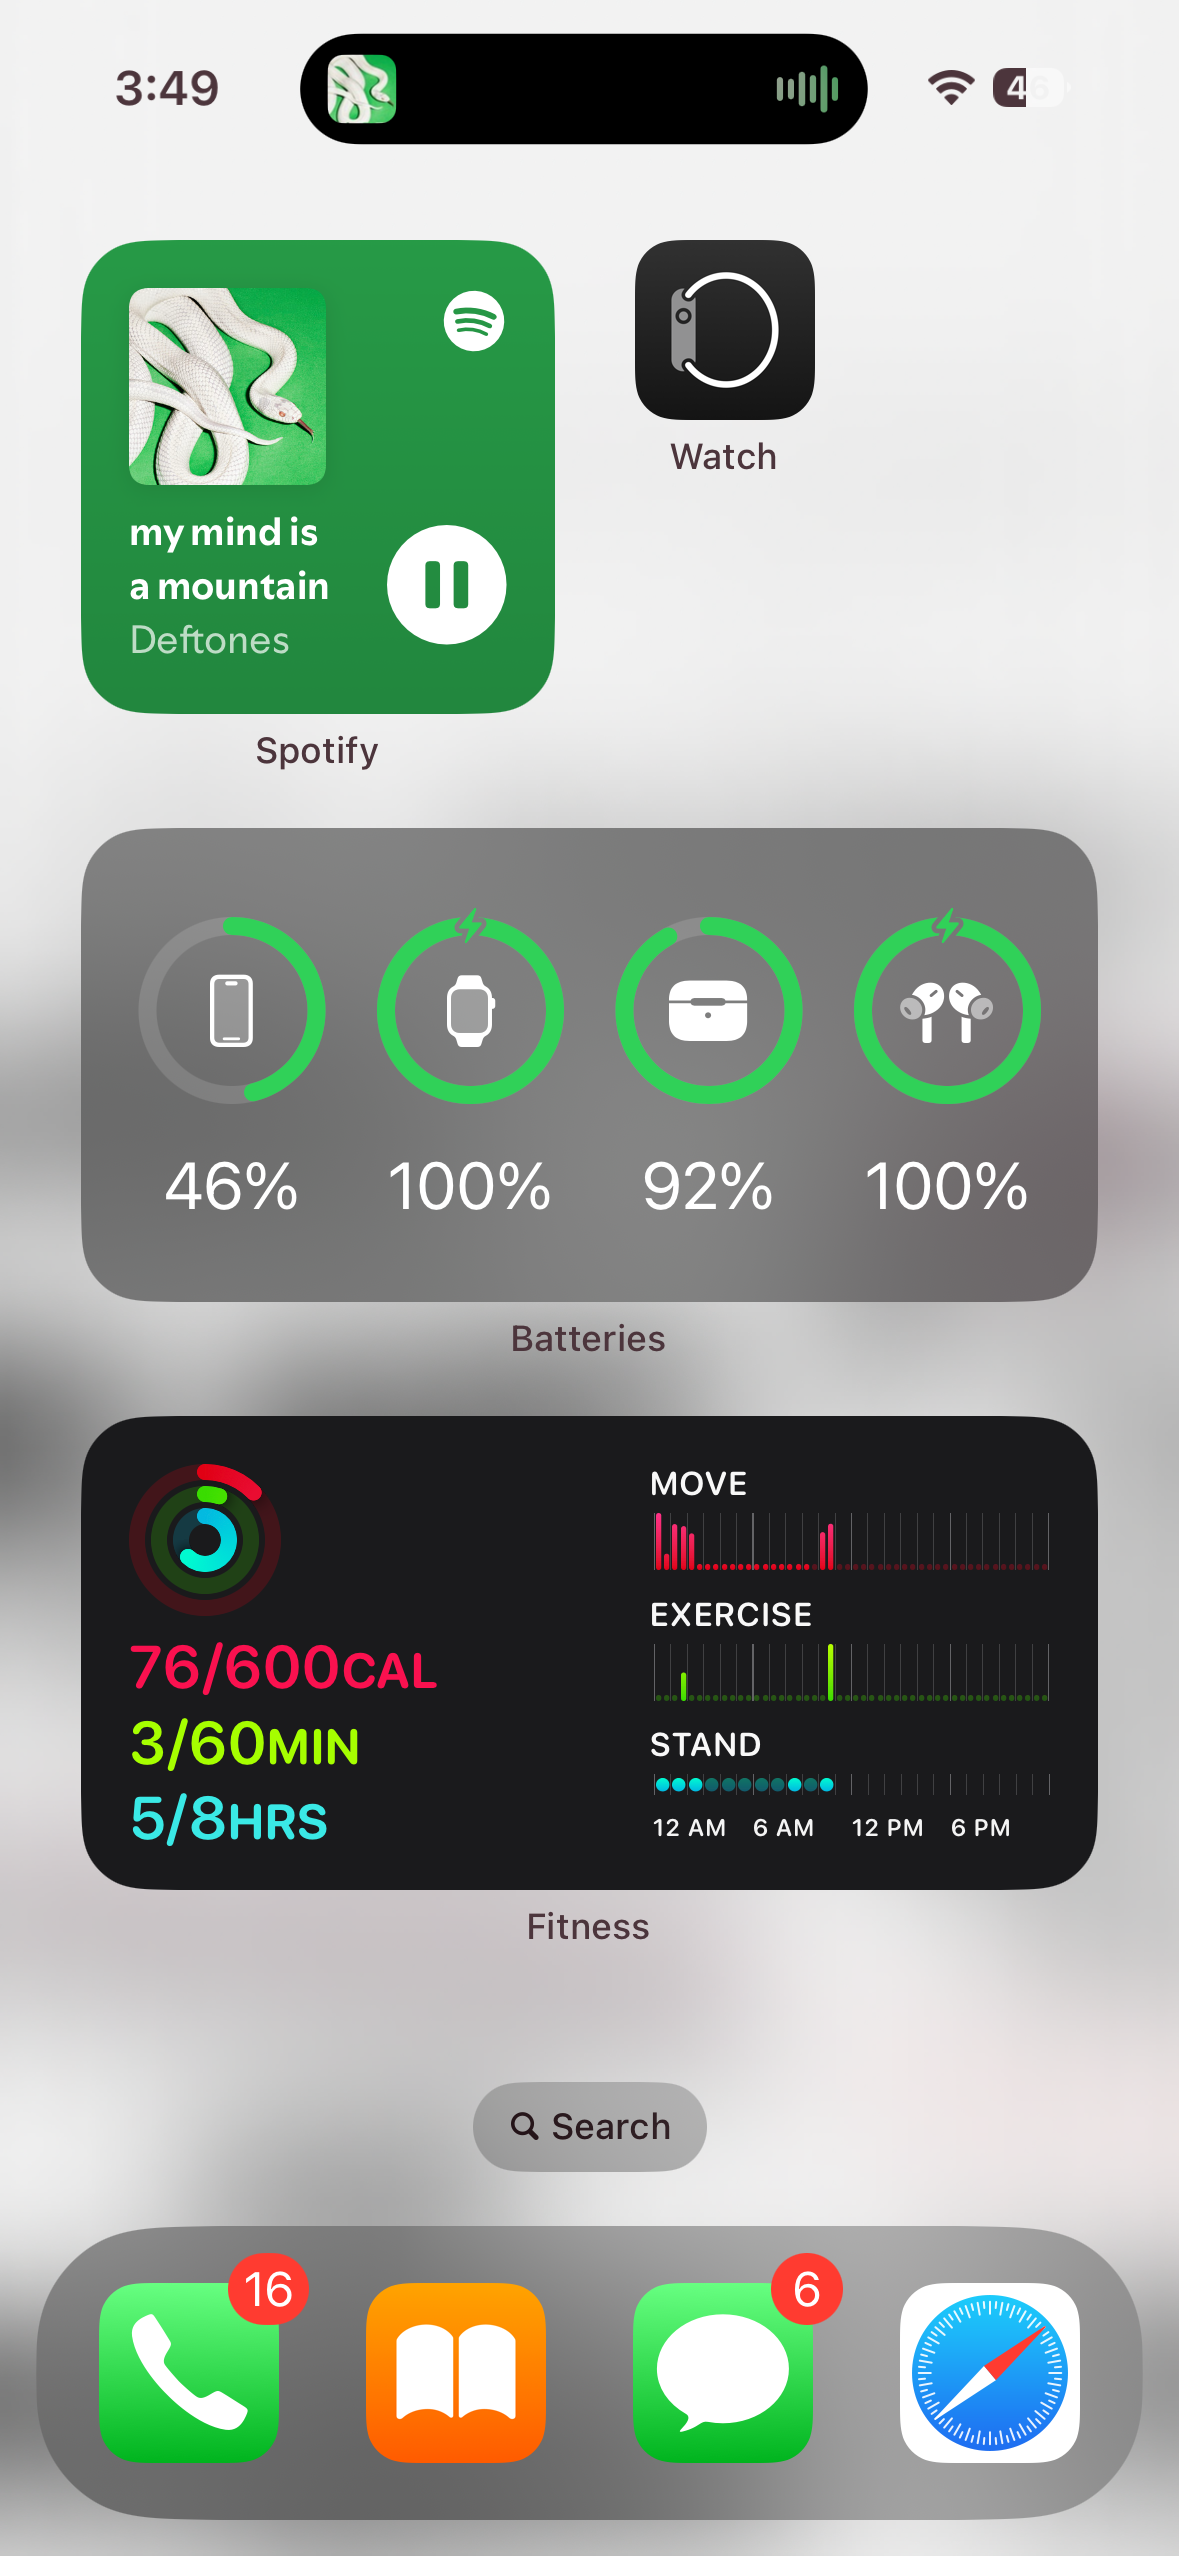 3:49
46
my mind is
a mountain
Deftones
Spotify
Watch
46% 100% 92% 100%
Batteries
76/600CAL
3/60MIN
5/8HRS
MOVE
EXERCISE
STAND
12 AM 6 AM 12 PM 6 PM
Fitness
Search
16
6